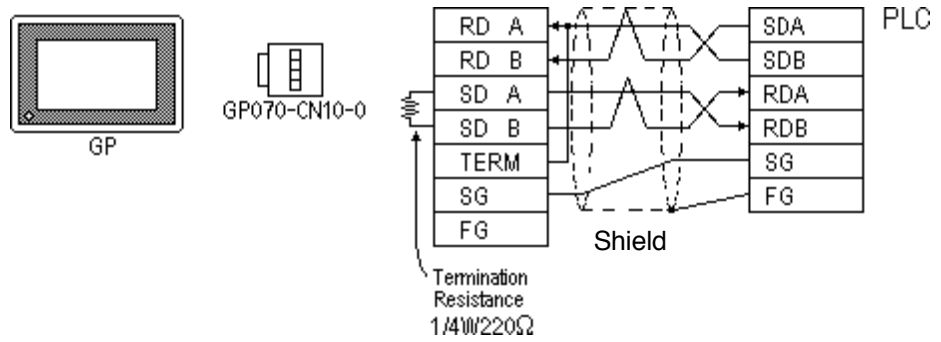 GP
GP070-CN10-0
RD A
RD B
SD A
SD B
TERM
SG
FG
Termination
Resistance
1/4W220Ω
Shield
PLC
SDA
SDB
RDA
RDB
SG
FG